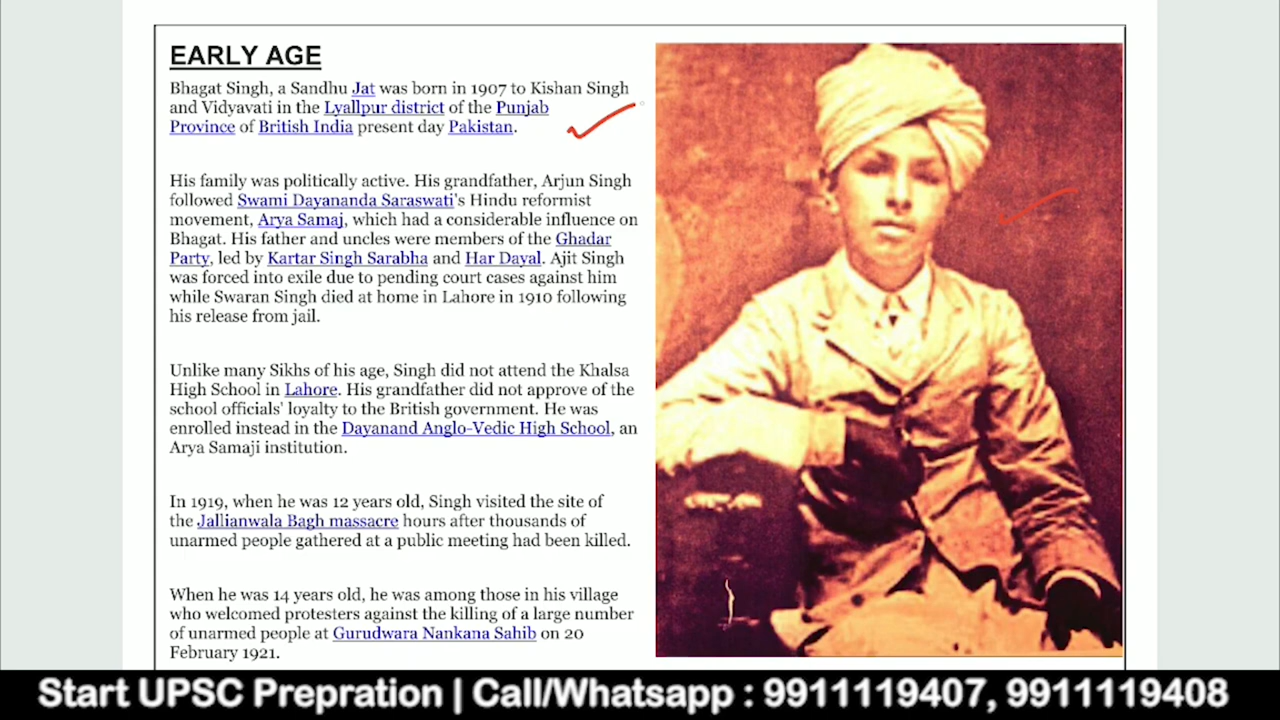 EARLY AGE
Bhagat Singh, a Sandhu Jat was born in 1907 to Kishan Singh
and Vidyavati in the Lyallpur district of the Punjab
Province of British India present day Pakistan.
His family was politically active. His grandfather, Arjun Singh
followed Swami Dayananda Saraswati's Hindu reformist
movement, Arya Samaj, which had a considerable influence on
Bhagat. His father and uncles were members of the Ghadar
Party, led by Kartar Singh Sarabha and Har Dayal. Ajit Singh
was forced into exile due to pending court cases against him
while Swaran Singh died at home in Lahore in 1910 following
his release from jail.
Unlike many Sikhs of his age, Singh did not attend the Khalsa
High School in Lahore. His grandfather did not approve of the
school officials' loyalty to the British government. He was
enrolled instead in the Dayanand Anglo-Vedic High School, an
Arya Samaji institution.
In 1919, when he was 12 years old, Singh visited the site of
the Jallianwala Bagh massacre hours after thousands of
unarmed people gathered at a public meeting had been killed.
When he was 14 years old, he was among those in his village
who welcomed protesters against the killing of a large number
of unarmed people at Gurudwara Nankana Sahib on 20
February 1921.
Start UPSC Prepration | Call/Whatsapp : 9911119407, 9911119408